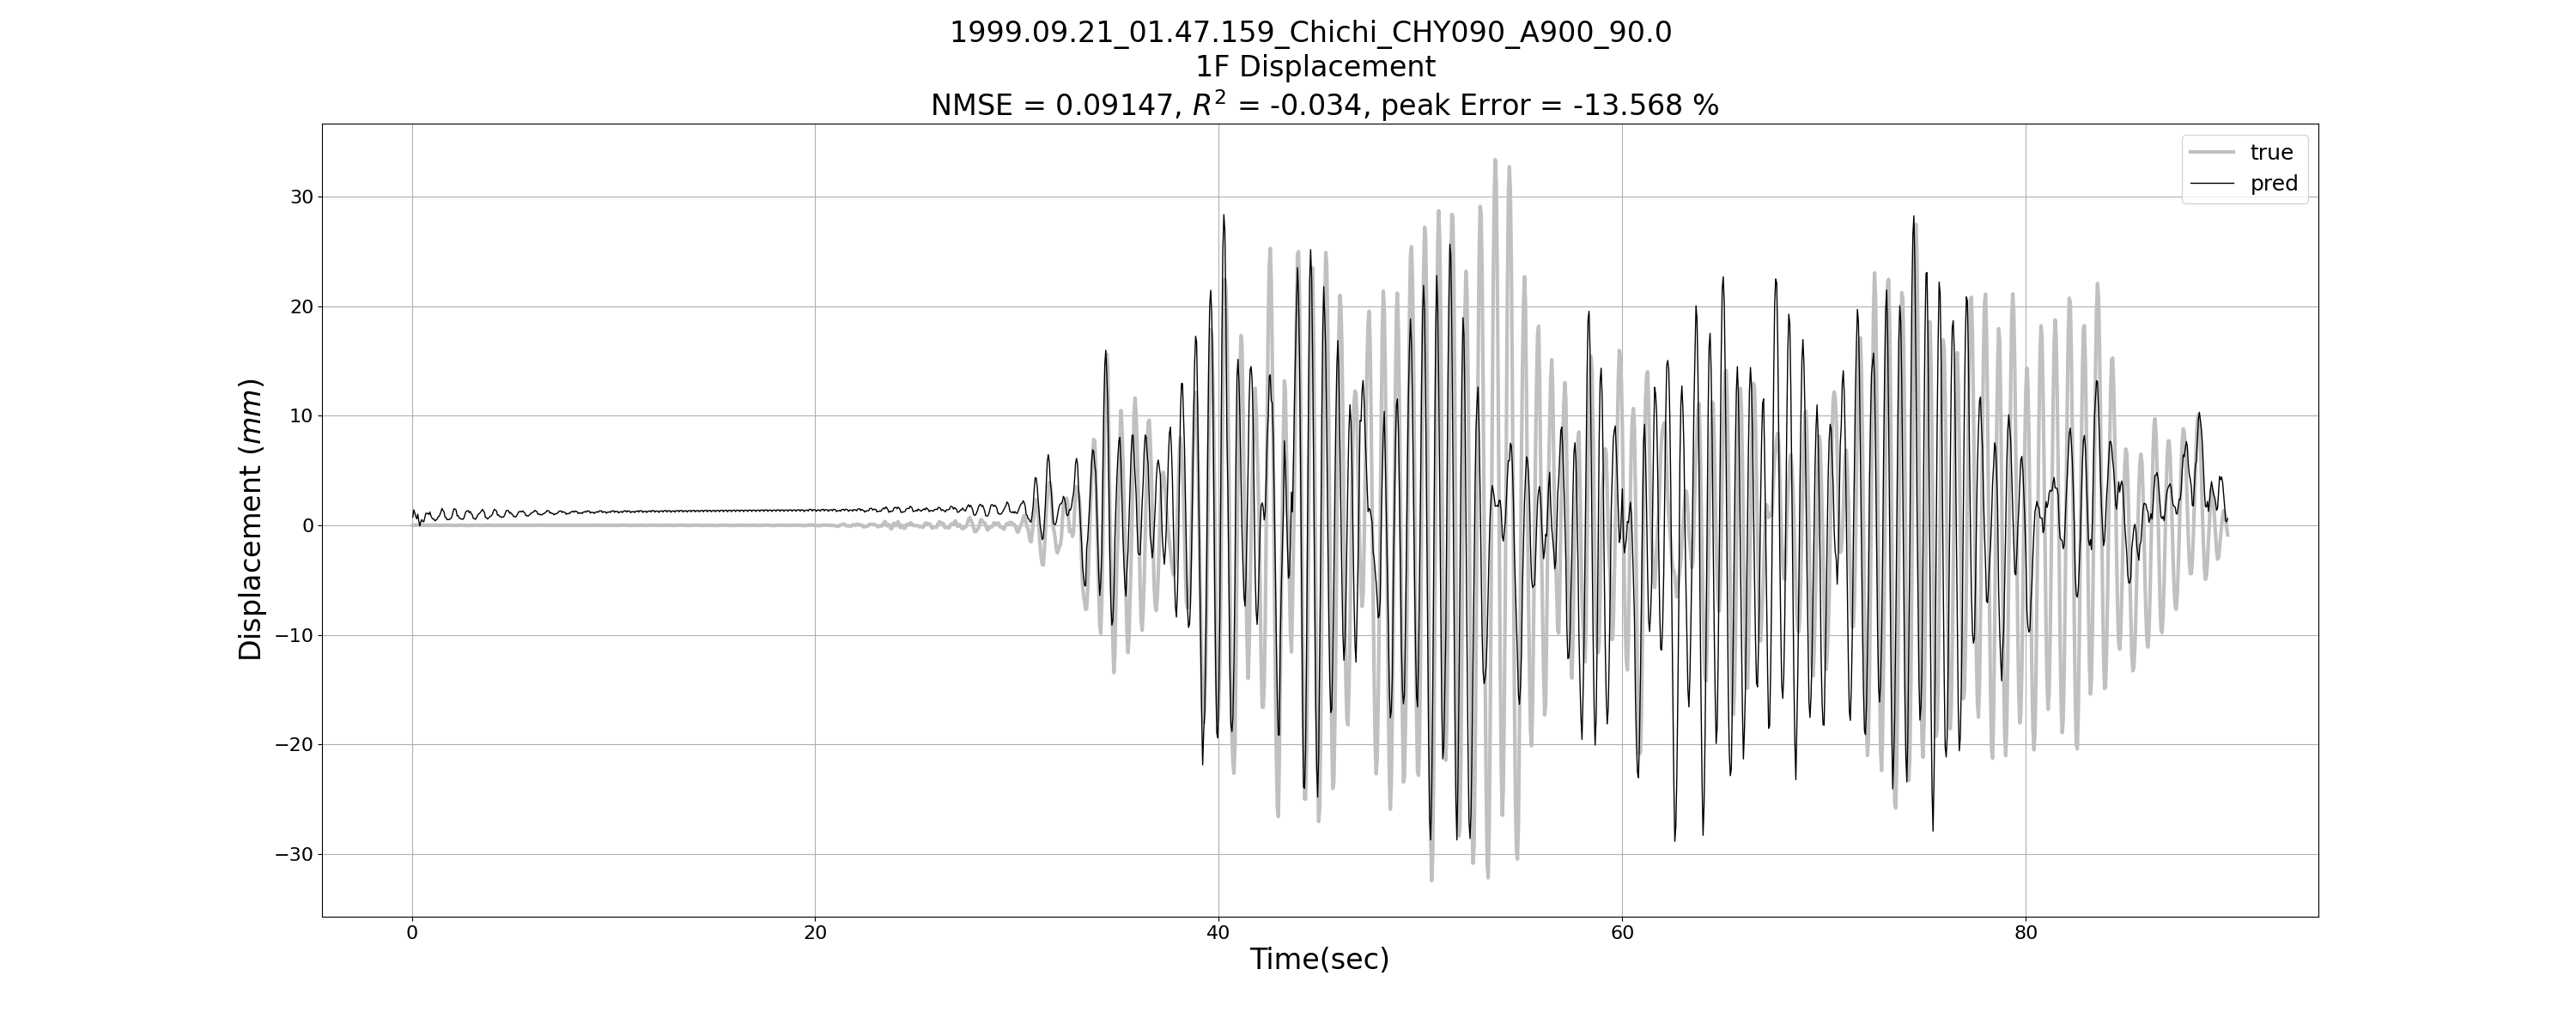 1999.09.21_01.47.159_Chichi_CHY090_A900_90.0
1F Displacement
NMSE = 0.09147, R² = -0.034, peak Error = -13.568 %
true
pred
Displacement (mm)
30
20
10
0
−10
−20
−30
0 20 40 60 80
Time(sec)